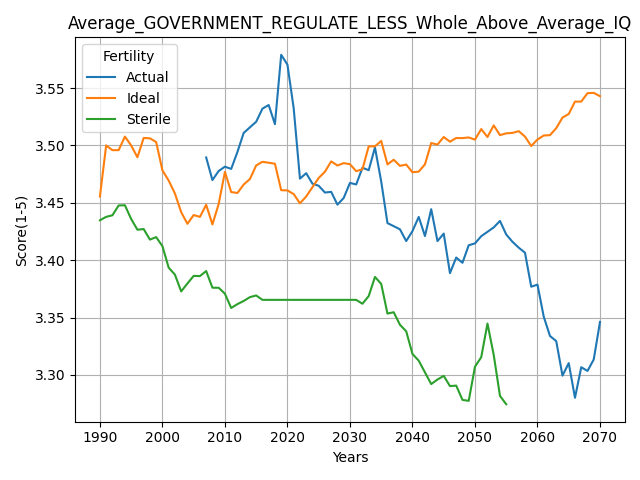 Average_GOVERNMENT_REGULATE_LESS_Whole_Above_Average_IQ
Fertility
Actual
Ideal
Sterile
Score(1-5)
3.55
3.50
3.45
3.40
3.35
3.30
1990 2000 2010 2020 2030 2040 2050 2060 2070
Years